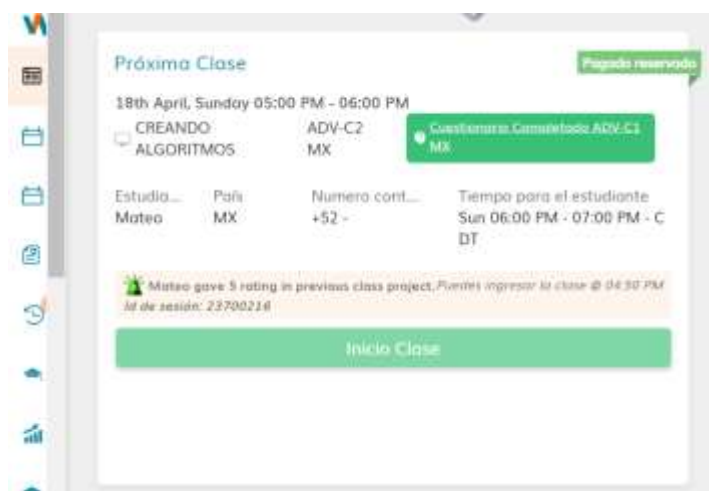 Próxima Clase
Pagado reservado
18th April, Sunday 05:00 PM - 06:00 PM
CREANDO ALGORITMOS
ADV-C2 MX
Cuestionario Completado ADV-C1 MX
Estudia...
País
Numero cont...
Tiempo para el estudiante
Mateo
MX
+52 -
Sun 06:00 PM - 07:00 PM - C
DT
Mateo gave 5 rating in previous class project. Puedes ingresar la clase @ 04:50 PM
Id de sesión: 23700216
Inicio Clase